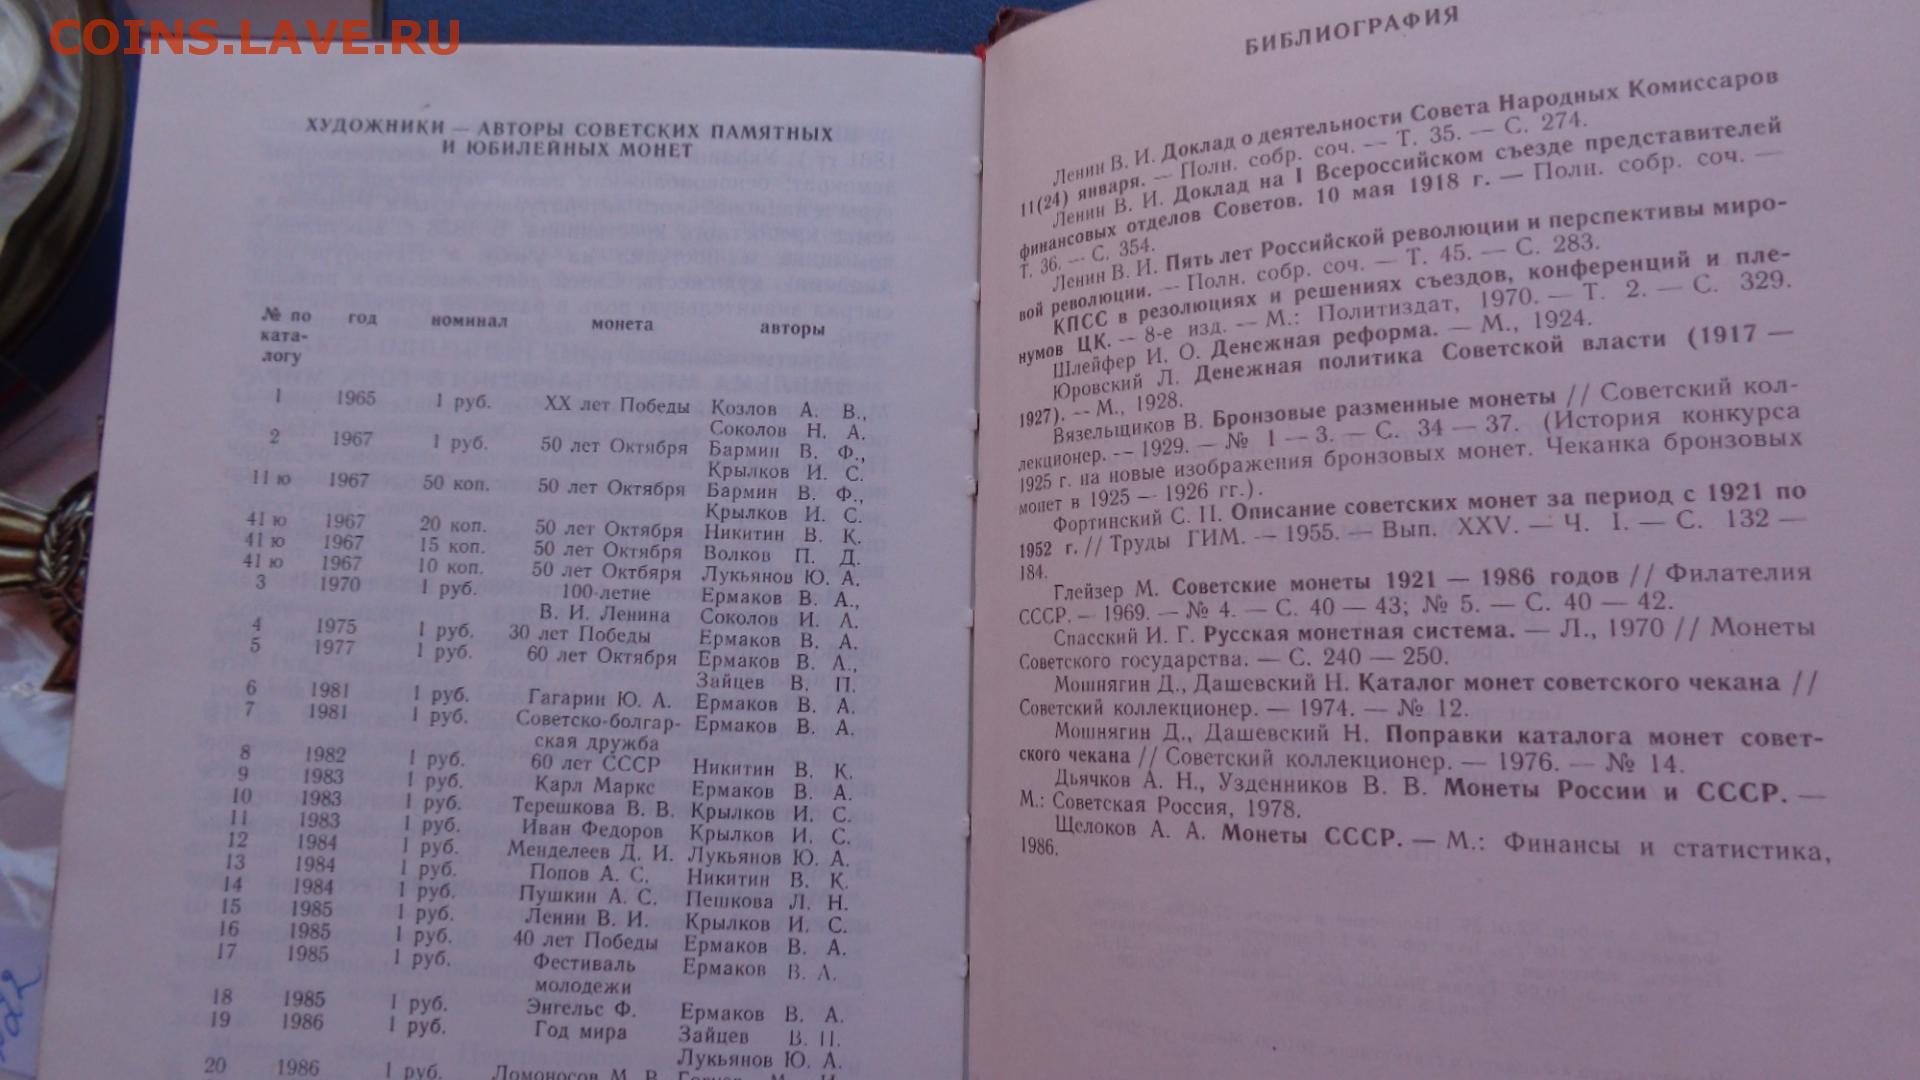 COINS.LAVE.RU
ХУДОЖНИКИ — АВТОРЫ СОВЕТСКИХ ПАМЯТНЫХ
И ЮБИЛЕЙНЫХ МОНЕТ
№ по год номинал монета авторы
ката-
логу
1 1965 1 руб. XX лет Победы Козлов А. В.,
Соколов Н. А.
2 1967 1 руб. 50 лет Октября Бармин В. Ф.,
Крылков И. С.
11 ю 1967 50 коп. 50 лет Октября Бармин В. Ф.,
Крылков И. С.
41 ю 1967 20 коп. 50 лет Октября Никитин В. К.
41 ю 1967 15 коп. 50 лет Октября Волков П. Д.
41 ю 1967 10 коп. 50 лет Октбяря Лукьянов Ю. А.
3 1970 1 руб. 100-летие Ермаков В. А.,
В. И. Ленина Соколов И. А.
4 1975 1 руб. 30 лет Победы Ермаков В. А.
5 1977 1 руб. 60 лет Октября Ермаков В. А.,
Зайцев В. П.
6 1981 1 руб. Гагарин Ю. А. Ермаков В. А.
7 1981 1 руб. Советско-болгар- Ермаков В. А.
ская дружба
8 1982 1 руб. 60 лет СССР Никитин В. К.
9 1983 1 руб. Карл Маркс Ермаков В. А.
10 1983 1 руб. Терешкова В. В. Крылков И. С.
11 1983 1 руб. Иван Федоров Крылков И. С.
12 1984 1 руб. Менделеев Д. И. Лукьянов Ю. А.
13 1984 1 руб. Попов А. С. Никитин В. К.
14 1984 1 руб. Пушкин А. С. Пешкова Л. Н.
15 1985 1 руб. Ленин В. И. Крылков И. С.
16 1985 1 руб. 40 лет Победы Ермаков В. А.
17 1985 1 руб. Фестиваль Ермаков В. А.
молодежи
18 1985 1 руб. Энгельс Ф. Ермаков В. А.
19 1986 1 руб. Год мира Зайцев В. П.
Лукьянов Ю. А.
20 1986 1 руб. Ломоносов М. В.
БИБЛИОГРАФИЯ
Ленин В. И. Доклад о деятельности Совета Народных Комиссаров
11(24) января. — Полн. собр. соч. — Т. 35. — С. 274.
Ленин В. И. Доклад на I Всероссийском съезде представителей
финансовых отделов Советов. 10 мая 1918 г. — Полн. собр. соч. —
Т. 36. — С. 354.
Ленин В. И. Пять лет Российской революции и перспективы миро-
вой революции. — Полн. собр. соч. — Т. 45. — С. 283.
КПСС в резолюциях и решениях съездов, конференций и пле-
нумов ЦК. — 8-е изд. — М.: Политиздат, 1970. — Т. 2. — С. 329.
Шлейфер И. О. Денежная реформа. — М., 1924.
Юровский Л. Денежная политика Советской власти (1917 —
1927). — М., 1928.
Вязельщиков В. Бронзовые разменные монеты // Советский кол-
лекционер. — 1929. — № 1 — 3. — С. 34 — 37. (История конкурса
1925 г. на новые изображения бронзовых монет. Чеканка бронзовых
монет в 1925 — 1926 гг.).
Фортинский С. П. Описание советских монет за период с 1921 по
1952 г. // Труды ГИМ. — 1955. — Вып. XXV. — Ч. I. — С. 132 —
184.
Глейзер М. Советские монеты 1921 — 1986 годов // Филателия
СССР. — 1969. — № 4. — С. 40 — 43; № 5. — С. 40 — 42.
Спасский И. Г. Русская монетная система. — Л., 1970 // Монеты
Советского государства. — С. 240 — 250.
Мошнягин Д., Дашевский Н. Каталог монет советского чекана //
Советский коллекционер. — 1974. — № 12.
Мошнягин Д., Дашевский Н. Поправки каталога монет совет-
ского чекана // Советский коллекционер. — 1976. — № 14.
Дьячков А. Н., Узденников В. В. Монеты России и СССР. —
М.: Советская Россия, 1978.
Щелоков А. А. Монеты СССР. — М.: Финансы и статистика,
1986.